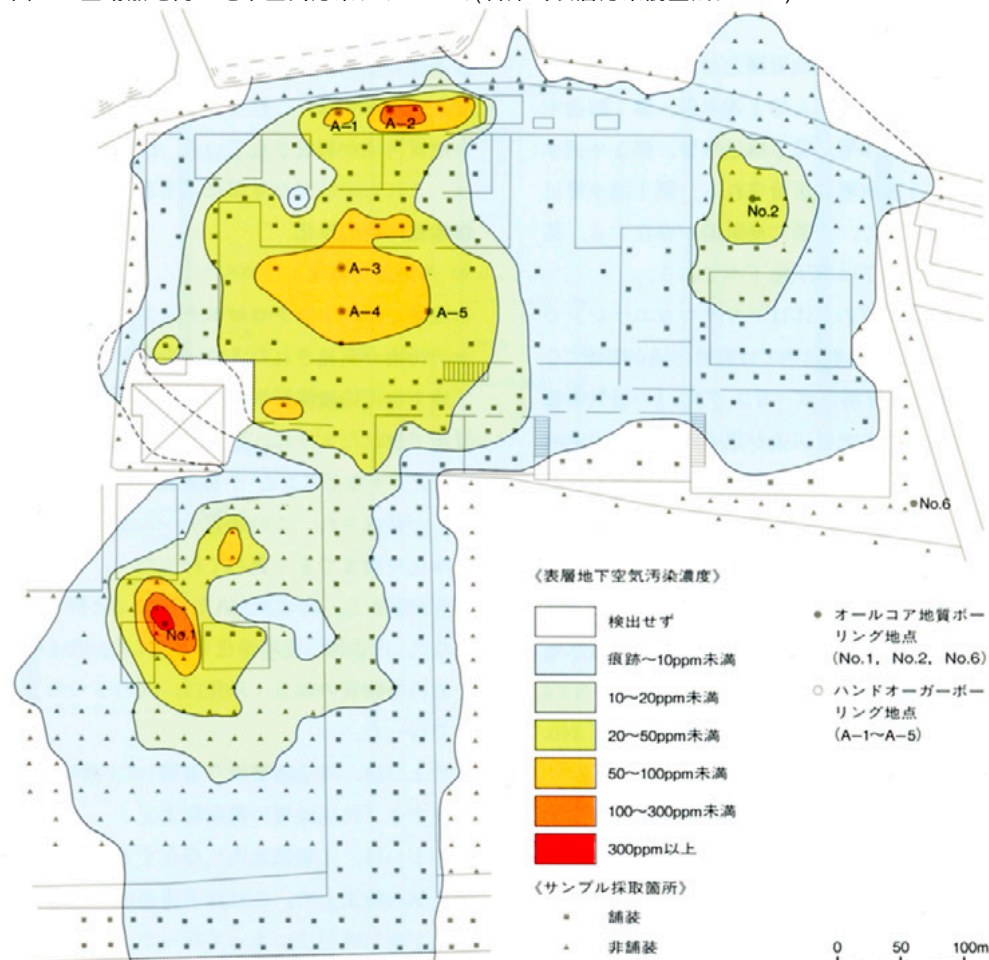 A-1
A-2
No.2
A-3
A-4
A-5
No.6
No.1
《表層地下空気汚染濃度》
検出せず
痕跡～10ppm未満
10～20ppm未満
20～50ppm未満
50～100ppm未満
100～300ppm未満
300ppm以上
《サンプル採取箇所》
舗装
非舗装
オールコア地質ボー
リング地点
(No.1, No.2, No.6)
ハンドオーガーボー
リング地点
(A-1～A-5)
0 50 100m